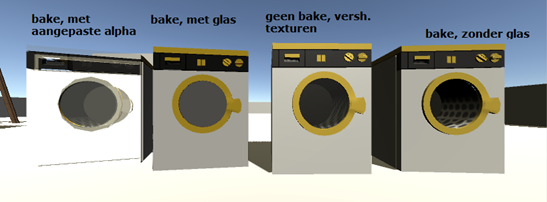 bake, met
aangepaste alpha
bake, met glas
geen bake, versh.
texturen
bake, zonder glas